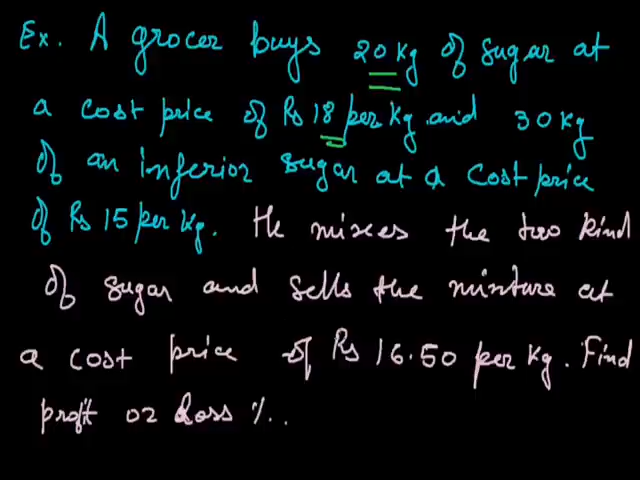 Ex. A grocer buys 20 kg of sugar at
a cost price of Rs 18 per kg and 30 kg
of an inferior sugar at a cost price
of Rs 15 per kg. He mixes the two kind
of sugar and sells the mixture at
a cost price of Rs 16.50 per kg. Find
profit or Loss %.